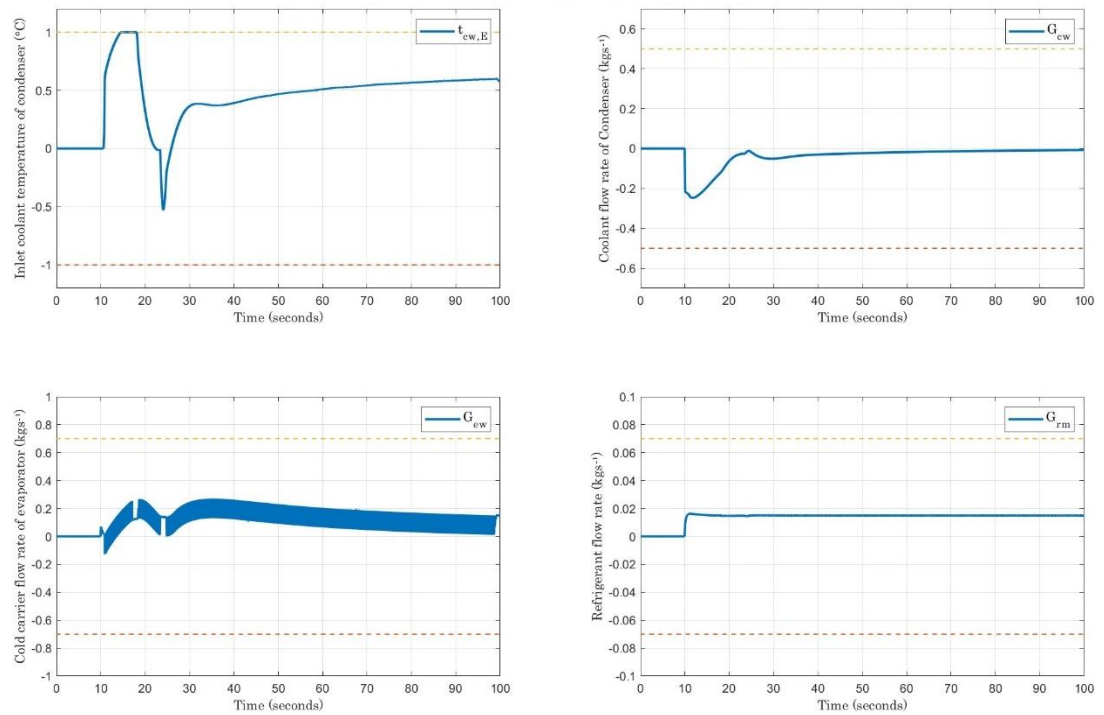 Inlet coolant temperature of condenser (°C)
1
0.5
0
-0.5
-1
0 10 20 30 40 50 60 70 80 90 100
Time (seconds)
t_cw,E
Coolant flow rate of Condenser (kgs⁻¹)
0.6
0.4
0.2
0
-0.2
-0.4
-0.6
0 10 20 30 40 50 60 70 80 90 100
Time (seconds)
G_cw
Cold carrier flow rate of evaporator (kgs⁻¹)
1
0.8
0.6
0.4
0.2
0
-0.2
-0.4
-0.6
-0.8
-1
0 10 20 30 40 50 60 70 80 90 100
Time (seconds)
G_ew
Refrigerant flow rate (kgs⁻¹)
0.1
0.08
0.06
0.04
0.02
0
-0.02
-0.04
-0.06
-0.08
-0.1
0 10 20 30 40 50 60 70 80 90 100
Time (seconds)
G_rm